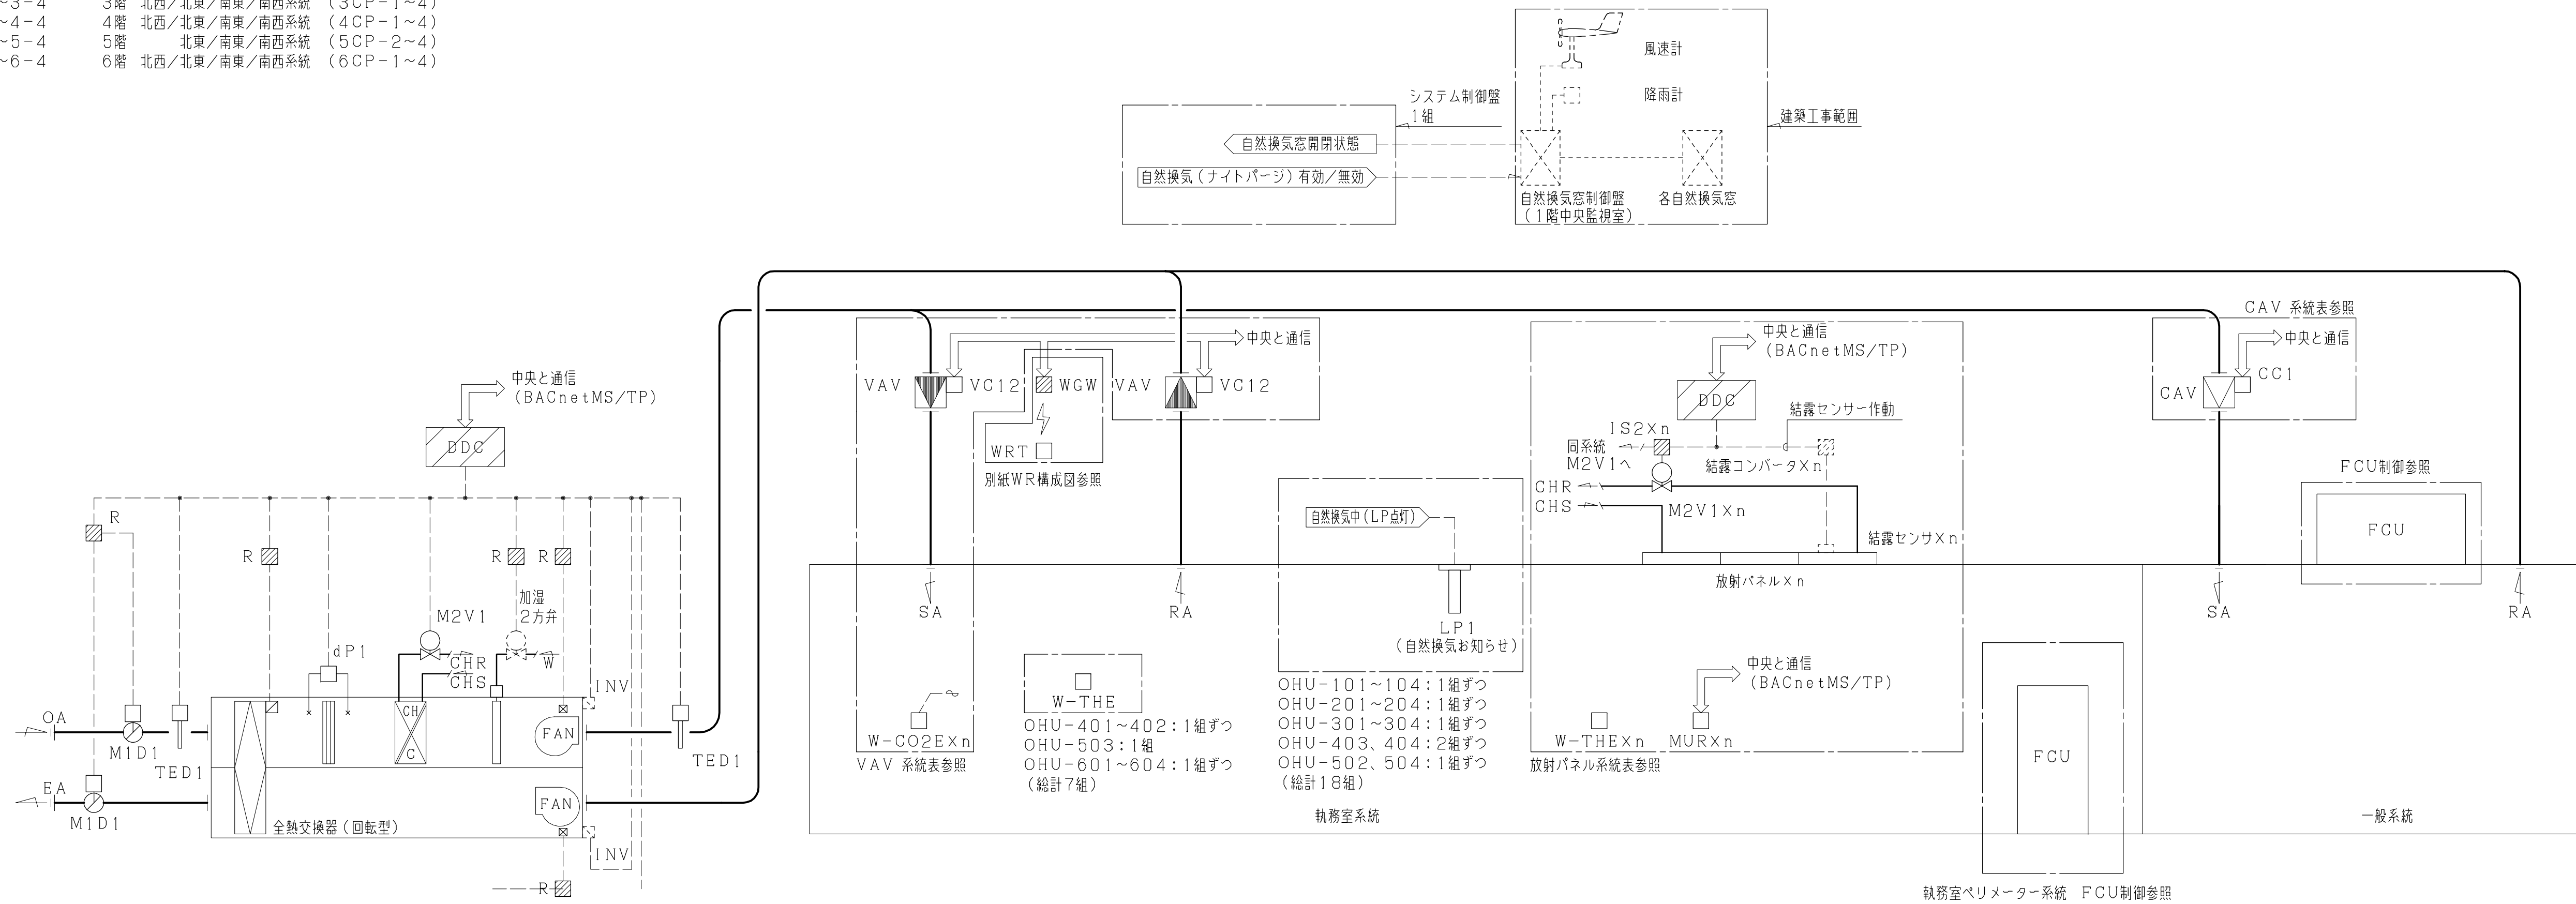 ～3－4　3階　北西／北東／南東／南西系統　（3CP－1～4）
～4－4　4階　北西／北東／南東／南西系統　（4CP－1～4）
～5－4　5階　北東／南東／南西系統　（5CP－2～4）
～6－4　6階　北西／北東／南東／南西系統　（6CP－1～4）
風速計
降雨計
システム制御盤
1組
建築工事範囲
自然換気窓開閉状態
自然換気（ナイトパージ）有効／無効
自然換気窓制御盤
（1階中央監視室）
各自然換気窓
CAV 系統表参照
中央と通信
中央と通信
（BACnetMS/TP）
中央と通信
VAV
VC12
WGW
VAV
VC12
CC1
CAV
中央と通信
（BACnetMS/TP）
DDC
DDC
結露センサー作動
IS2×n
同系統
M2V1へ
結露コンバータ×n
WRT
別紙WR構成図参照
FCU制御参照
CHR
CHS
M2V1×n
自然換気中（LP点灯）
FCU
結露センサ×n
放射パネル×n
R
R
R
R
加湿
2方弁
M2V1
dP1
CHR
CHS
W
INV
SA
RA
LP1
（自然換気お知らせ）
SA
RA
中央と通信
（BACnetMS/TP）
W－THE
OHU－401～402：1組ずつ
OHU－503：1組
OHU－601～604：1組ずつ
（総計7組）
OHU－101～104：1組ずつ
OHU－201～204：1組ずつ
OHU－301～304：1組ずつ
OHU－403、404：2組ずつ
OHU－502、504：1組ずつ
（総計18組）
OA
M1D1
TED1
CH
C
FAN
TED1
W－CO2E×n
VAV 系統表参照
W－THE×n
MUR×n
放射パネル系統表参照
FCU
EA
M1D1
FAN
全熱交換器（回転型）
INV
R
執務室系統
一般系統
執務室ペリメーター系統　FCU制御参照